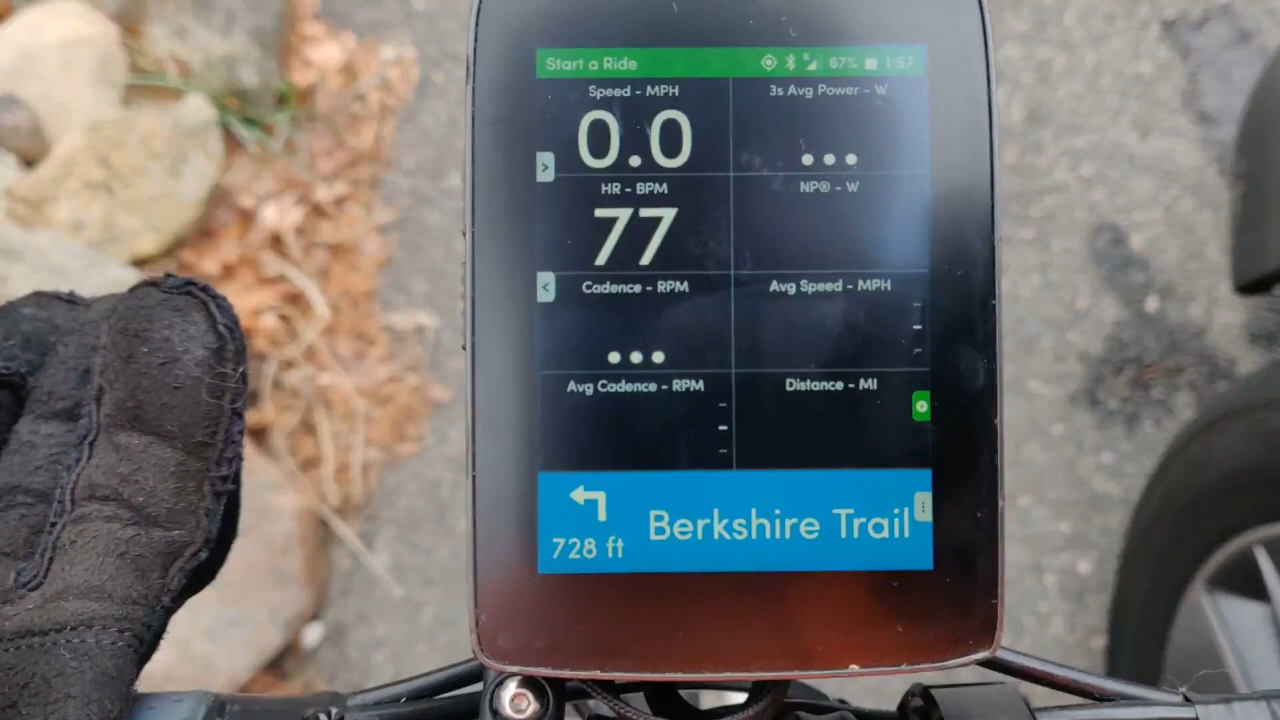 Start a Ride 67% 1:57
Speed - MPH
0.0
3s Avg Power - W
HR - BPM
77
NP® - W
Cadence - RPM
Avg Speed - MPH
Avg Cadence - RPM
Distance - MI
728 ft
Berkshire Trail